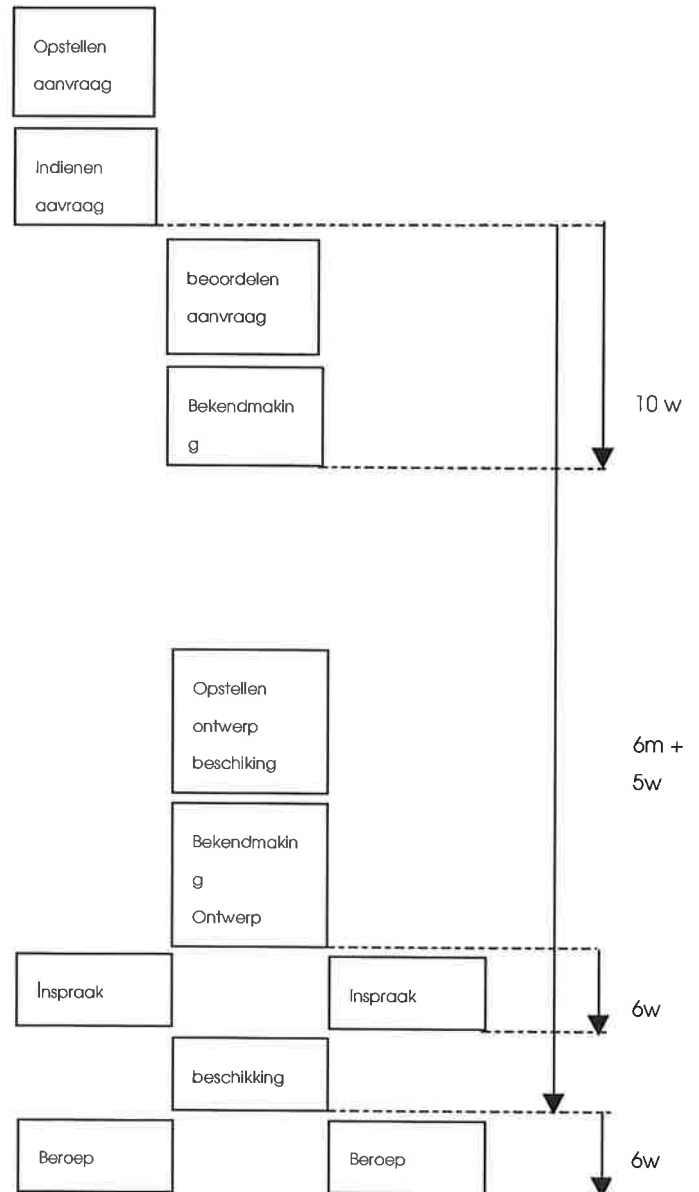 Opstellen
aanvraag
Indienen
aavraag
beoordelen
aanvraag
Bekendmakin
g
10 w
Opstellen
ontwerp
beschiking
6m +
5w
Bekendmakin
g
Ontwerp
Inspraak
Inspraak
6w
beschikking
Beroep
Beroep
6w